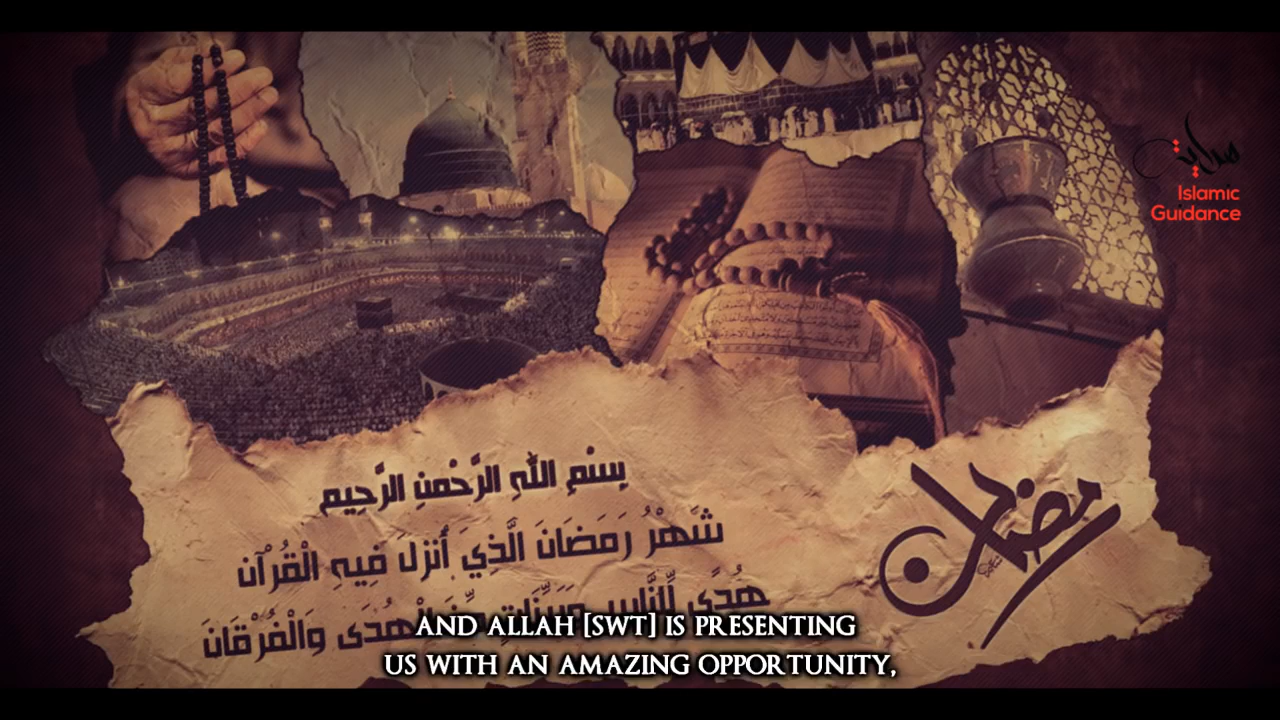 هداية
Islamic
Guidance
بِسْمِ اللّٰهِ الرَّحْمٰنِ الرَّحِيمِ
شَهْرُ رَمَضَانَ الَّذِيَ أُنزِلَ فِيهِ الْقُرْآن
هُدًى لِّلنَّاسِ وَبَيِّنَاتٍ مِّنَ الْهُدَى وَالْفُرْقَانَ
رمضان
AND ALLAH [SWT] IS PRESENTING
US WITH AN AMAZING OPPORTUNITY,